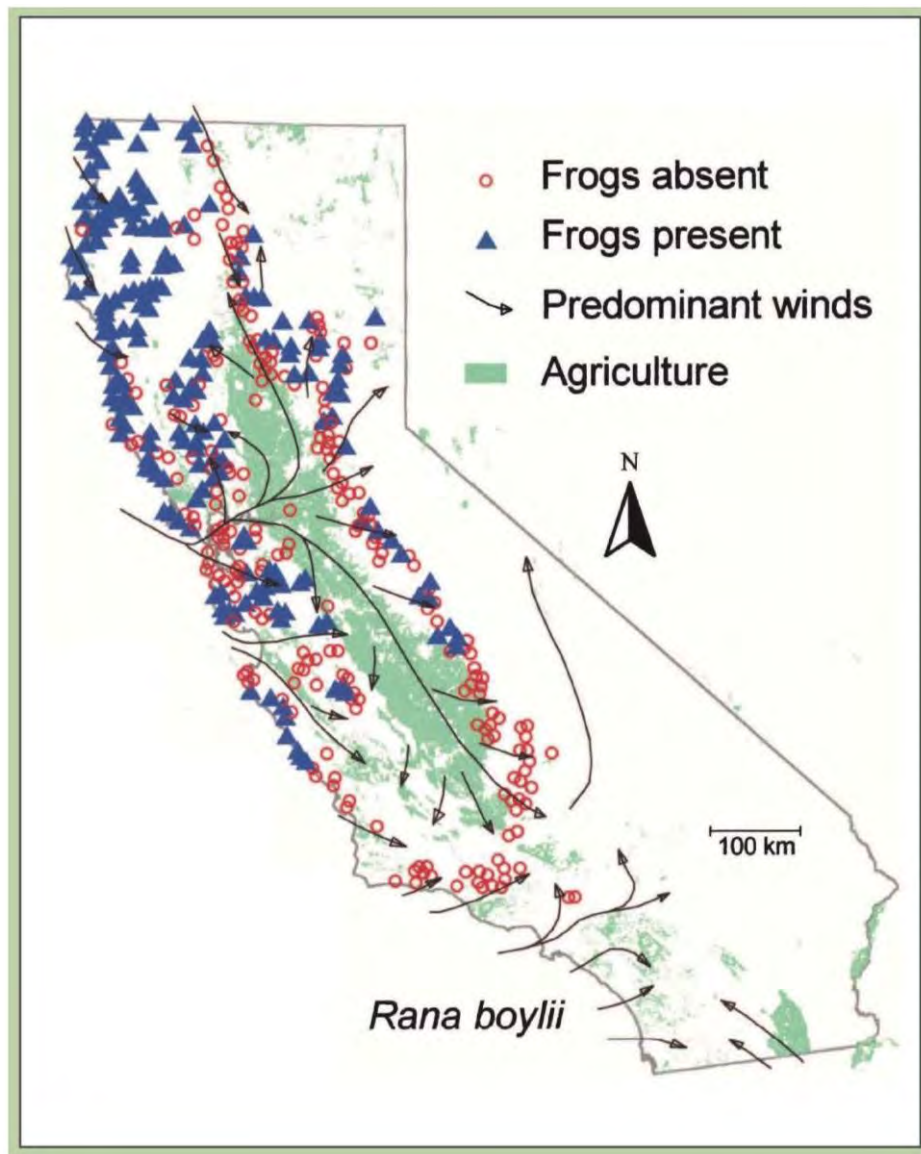 Frogs absent
Frogs present
Predominant winds
Agriculture
N
100 km
Rana boylii